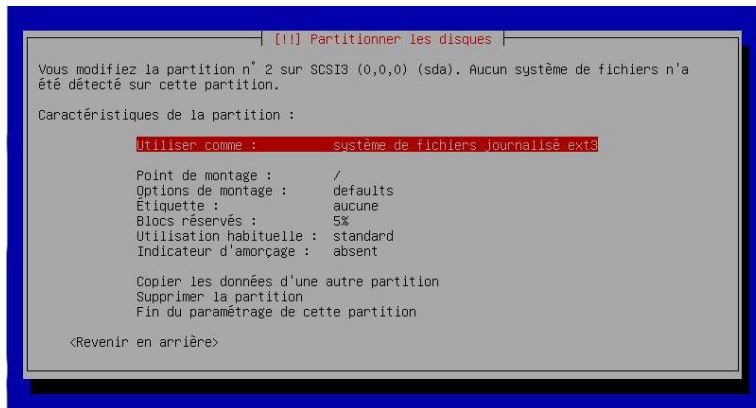 [!!] Partitionner les disques
Vous modifiez la partition n° 2 sur SCSI3 (0,0,0) (sda). Aucun système de fichiers n'a
été détecté sur cette partition.
Caractéristiques de la partition :
Utiliser comme : système de fichiers journalisé ext3
Point de montage : /
Options de montage : defaults
Étiquette : aucune
Blocs réservés : 5%
Utilisation habituelle : standard
Indicateur d'amorçage : absent
Copier les données d'une autre partition
Supprimer la partition
Fin du paramétrage de cette partition
<Revenir en arrière>